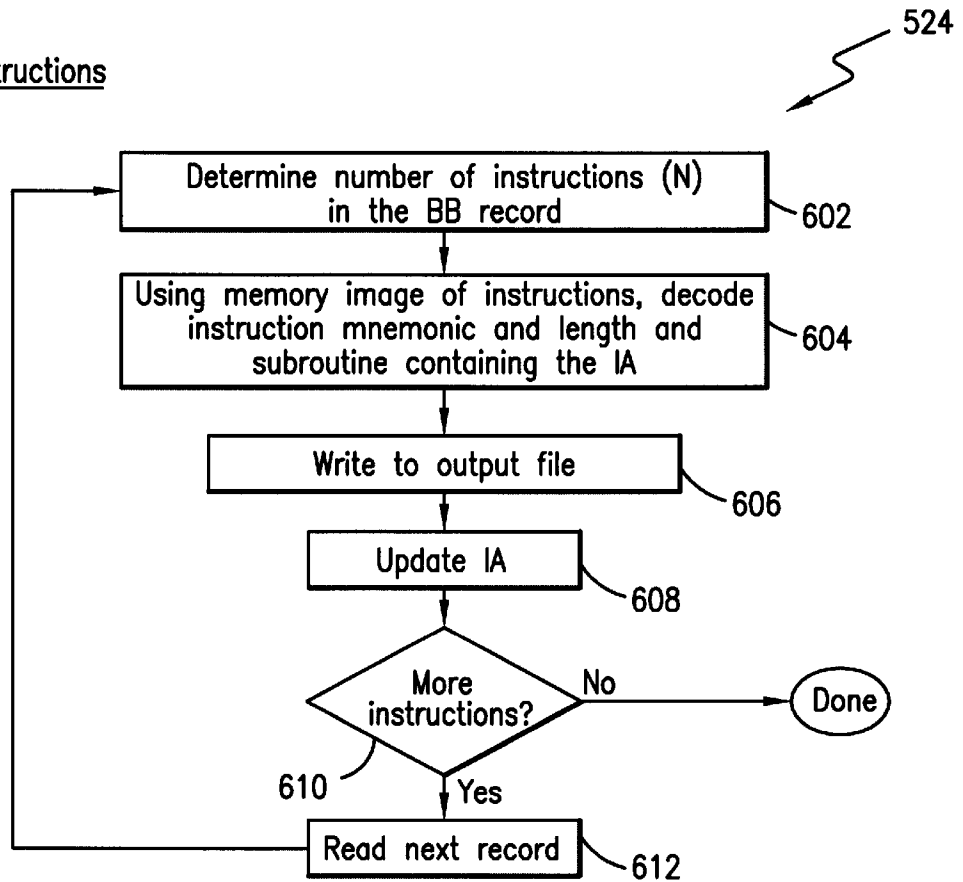 524
Determine number of instructions (N)
in the BB record
602
Using memory image of instructions, decode
instruction mnemonic and length and
subroutine containing the IA
604
Write to output file
606
Update IA
608
More
instructions?
No
Done
610
Yes
Read next record
612